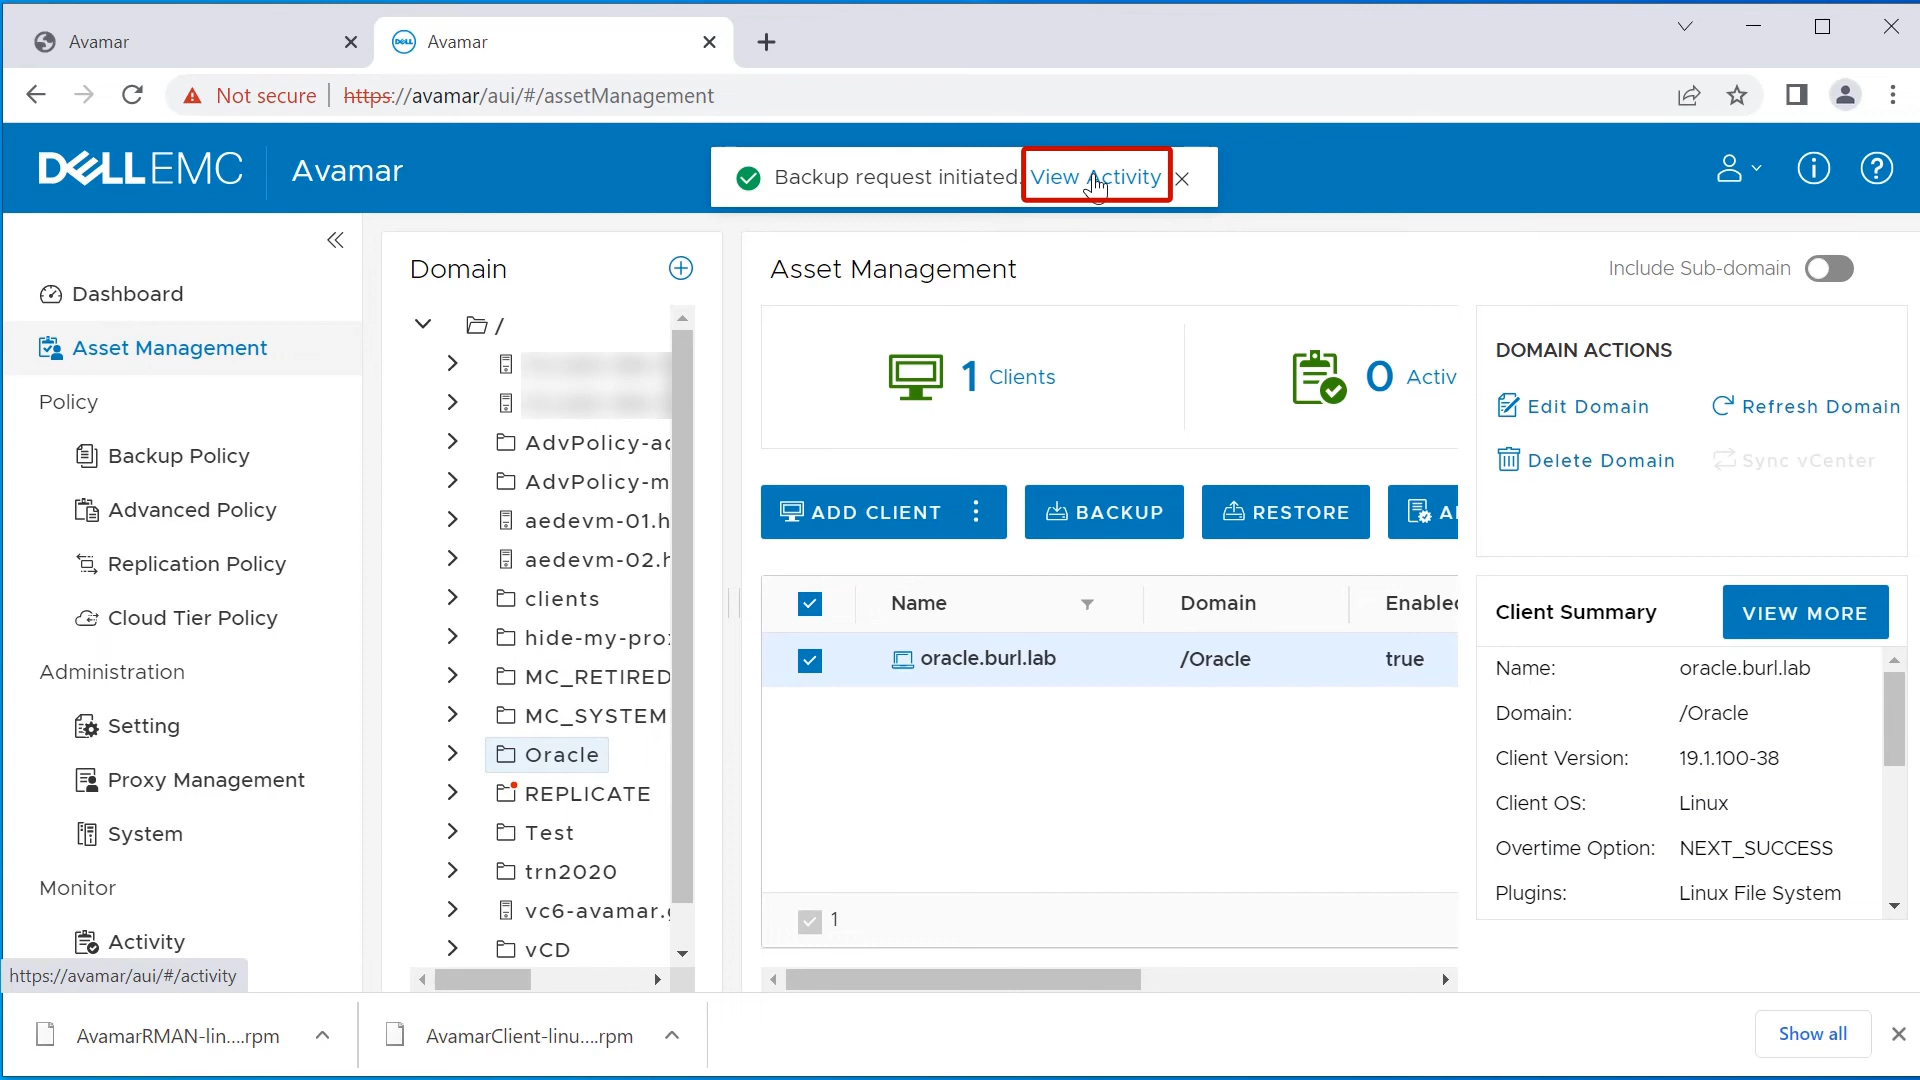 Avamar
Avamar
Not secure https://avamar/aui/#/assetManagement
DELLEMC Avamar
Backup request initiated. View Activity
Dashboard
Asset Management
Policy
Backup Policy
Advanced Policy
Replication Policy
Cloud Tier Policy
Administration
Setting
Proxy Management
System
Monitor
Activity
https://avamar/aui/#/activity
Domain
/
AdvPolicy-ac
AdvPolicy-m
aedevm-01.h
aedevm-02.h
clients
hide-my-pro
MC_RETIRED
MC_SYSTEM
Oracle
REPLICATE
Test
trn2020
vc6-avamar.
vCD
Asset Management
Include Sub-domain
1 Clients
0 Activ
ADD CLIENT
BACKUP
RESTORE
Name Domain Enabled
oracle.burl.lab /Oracle true
1
DOMAIN ACTIONS
Edit Domain Refresh Domain
Delete Domain Sync vCenter
Client Summary VIEW MORE
Name: oracle.burl.lab
Domain: /Oracle
Client Version: 19.1.100-38
Client OS: Linux
Overtime Option: NEXT_SUCCESS
Plugins: Linux File System
AvamarRMAN-lin....rpm
AvamarClient-linu....rpm
Show all